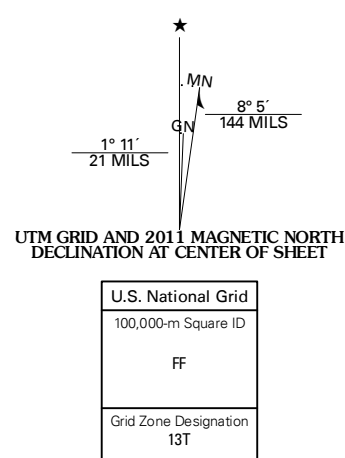 ★
MN
8° 5´
144 MILS
GN
1° 11´
21 MILS
UTM GRID AND 2011 MAGNETIC NORTH
DECLINATION AT CENTER OF SHEET
U.S. National Grid
100,000-m Square ID
FF
Grid Zone Designation
13T